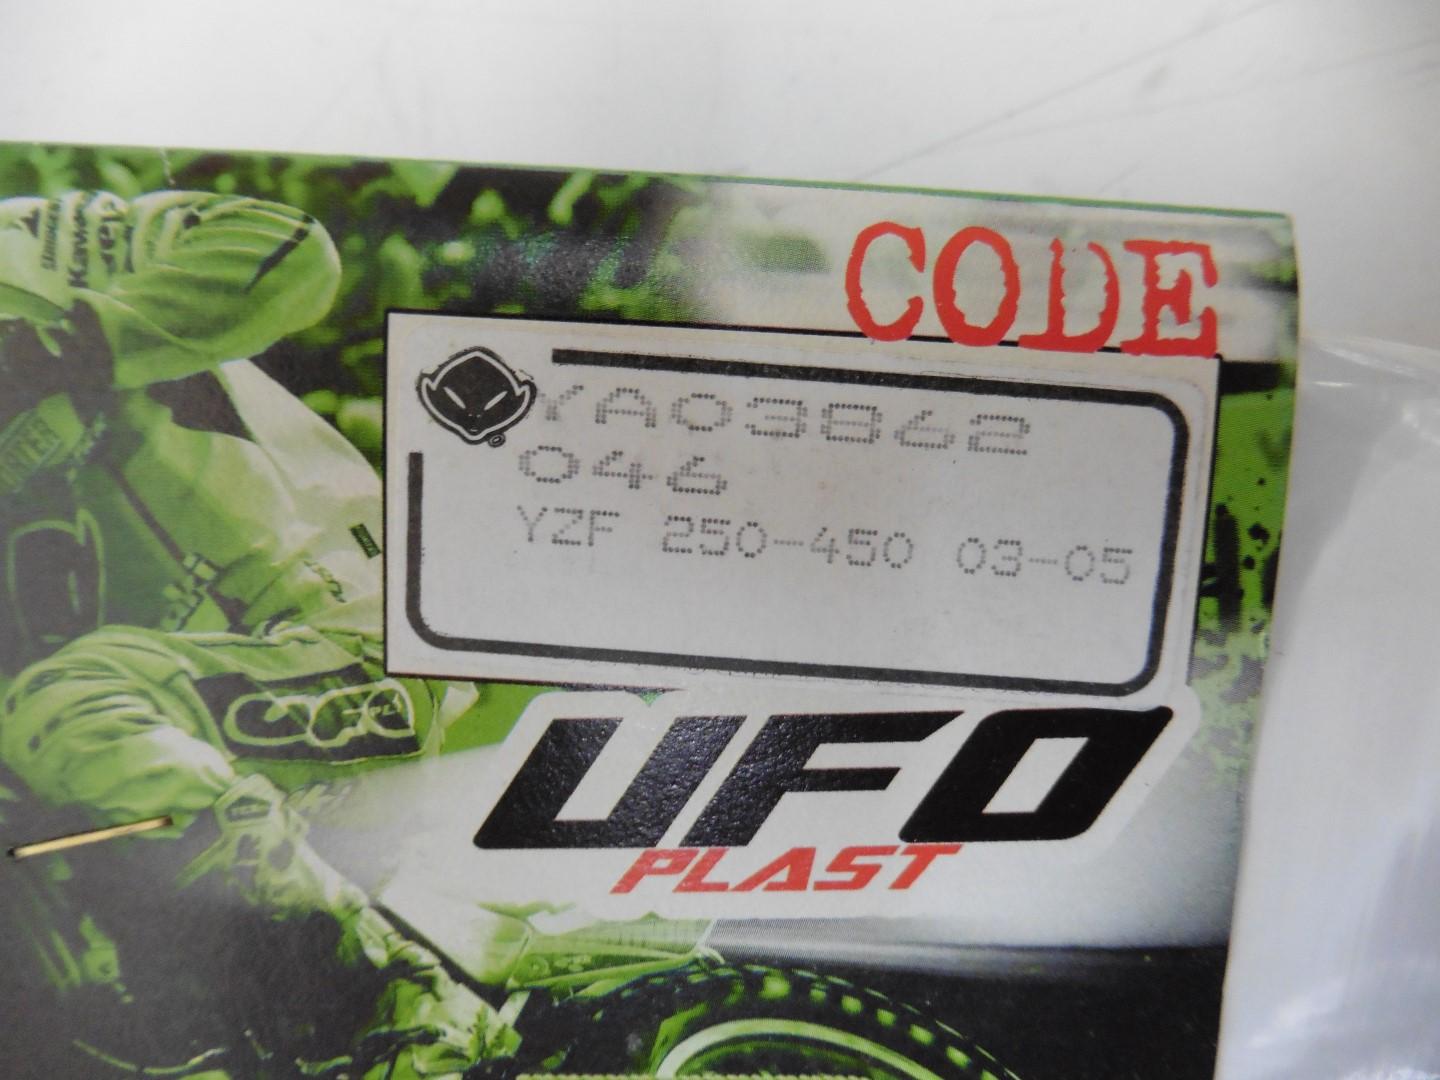 CODE
YA03862
046
YZF 250-450 03-05
UFO
PLAST